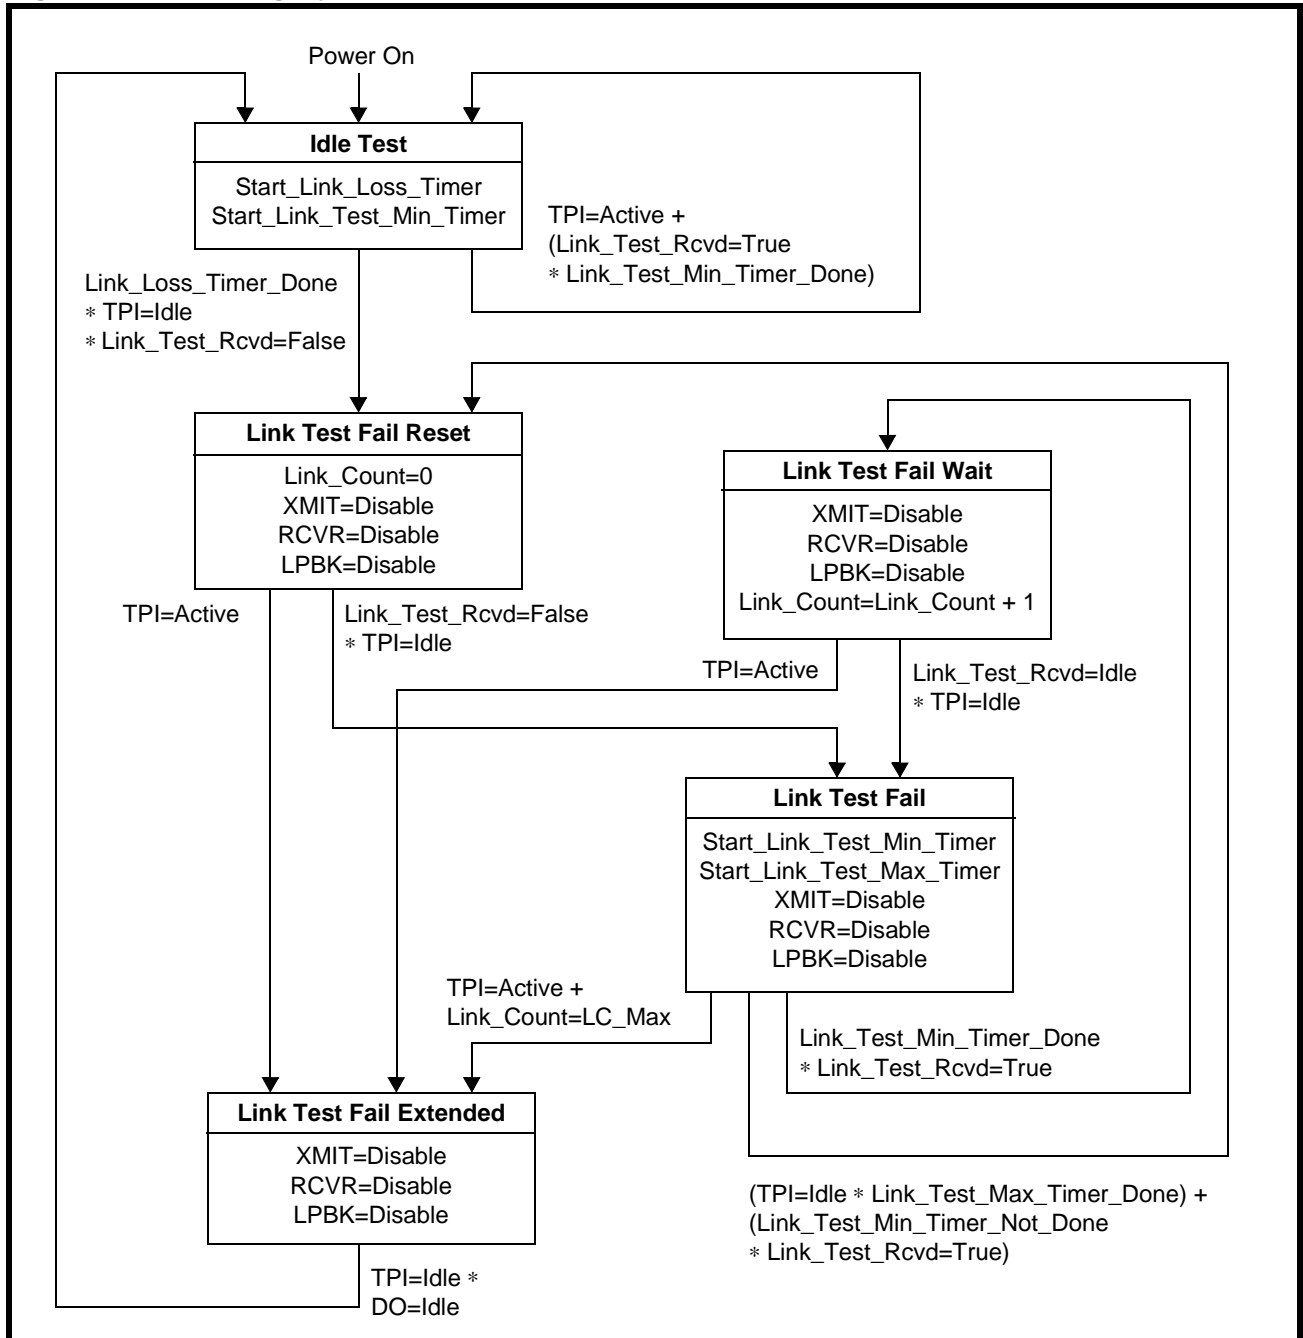 Power On
Idle Test
Start_Link_Loss_Timer
Start_Link_Test_Min_Timer
TPI=Active +
(Link_Test_Rcvd=True
* Link_Test_Min_Timer_Done)
Link_Loss_Timer_Done
* TPI=Idle
* Link_Test_Rcvd=False
Link Test Fail Reset
Link_Count=0
XMIT=Disable
RCVR=Disable
LPBK=Disable
Link Test Fail Wait
XMIT=Disable
RCVR=Disable
LPBK=Disable
Link_Count=Link_Count + 1
TPI=Active
Link_Test_Rcvd=False
* TPI=Idle
TPI=Active
Link_Test_Rcvd=Idle
* TPI=Idle
Link Test Fail
Start_Link_Test_Min_Timer
Start_Link_Test_Max_Timer
XMIT=Disable
RCVR=Disable
LPBK=Disable
TPI=Active +
Link_Count=LC_Max
Link_Test_Min_Timer_Done
* Link_Test_Rcvd=True
Link Test Fail Extended
XMIT=Disable
RCVR=Disable
LPBK=Disable
(TPI=Idle * Link_Test_Max_Timer_Done) +
(Link_Test_Min_Timer_Not_Done
* Link_Test_Rcvd=True)
TPI=Idle *
DO=Idle